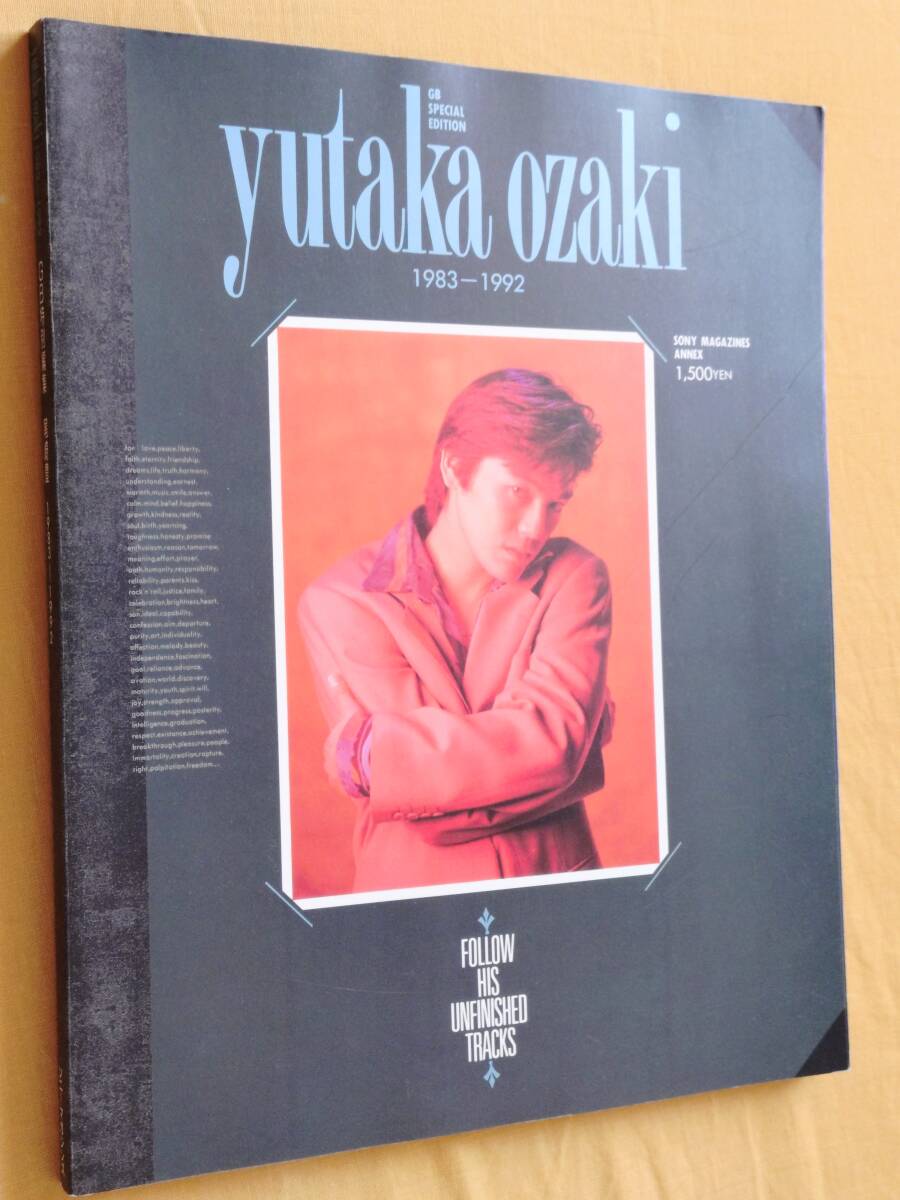 GB
SPECIAL
EDITION
yutaka ozaki
1983—1992
SONY MAGAZINES
ANNEX
1,500YEN
for love,peace,liberty,
faith,eternity,friendship,
dreams,life,truth,harmony,
understanding,earnest,
warmth,music,smile,answer,
calm,mind,belief,happiness,
growth,kindness,reality,
soul,birth,yearning,
toughness,honesty,promise
enthusiasm,reason,tomorrow,
meaning,effort,prayer,
oath,humanity,responsibility,
reliability,parents,kiss,
rock'n'roll,justice,family,
celebration,brightness,heart,
son,ideal,capability,
confession,aim,departure,
purity,art,individuality,
affection,melody,beauty,
independence,fascination,
goal,reliance,advance,
ovation,world,discovery,
maturity,youth,spirit,will,
joy,strength,approval,
goodness,progress,posterity,
intelligence,graduation,
respect,existence,achievement,
breakthrough,pleasure,people,
immortality,creation,rapture,
right,palpitation,freedom...
FOLLOW
HIS
UNFINISHED
TRACKS